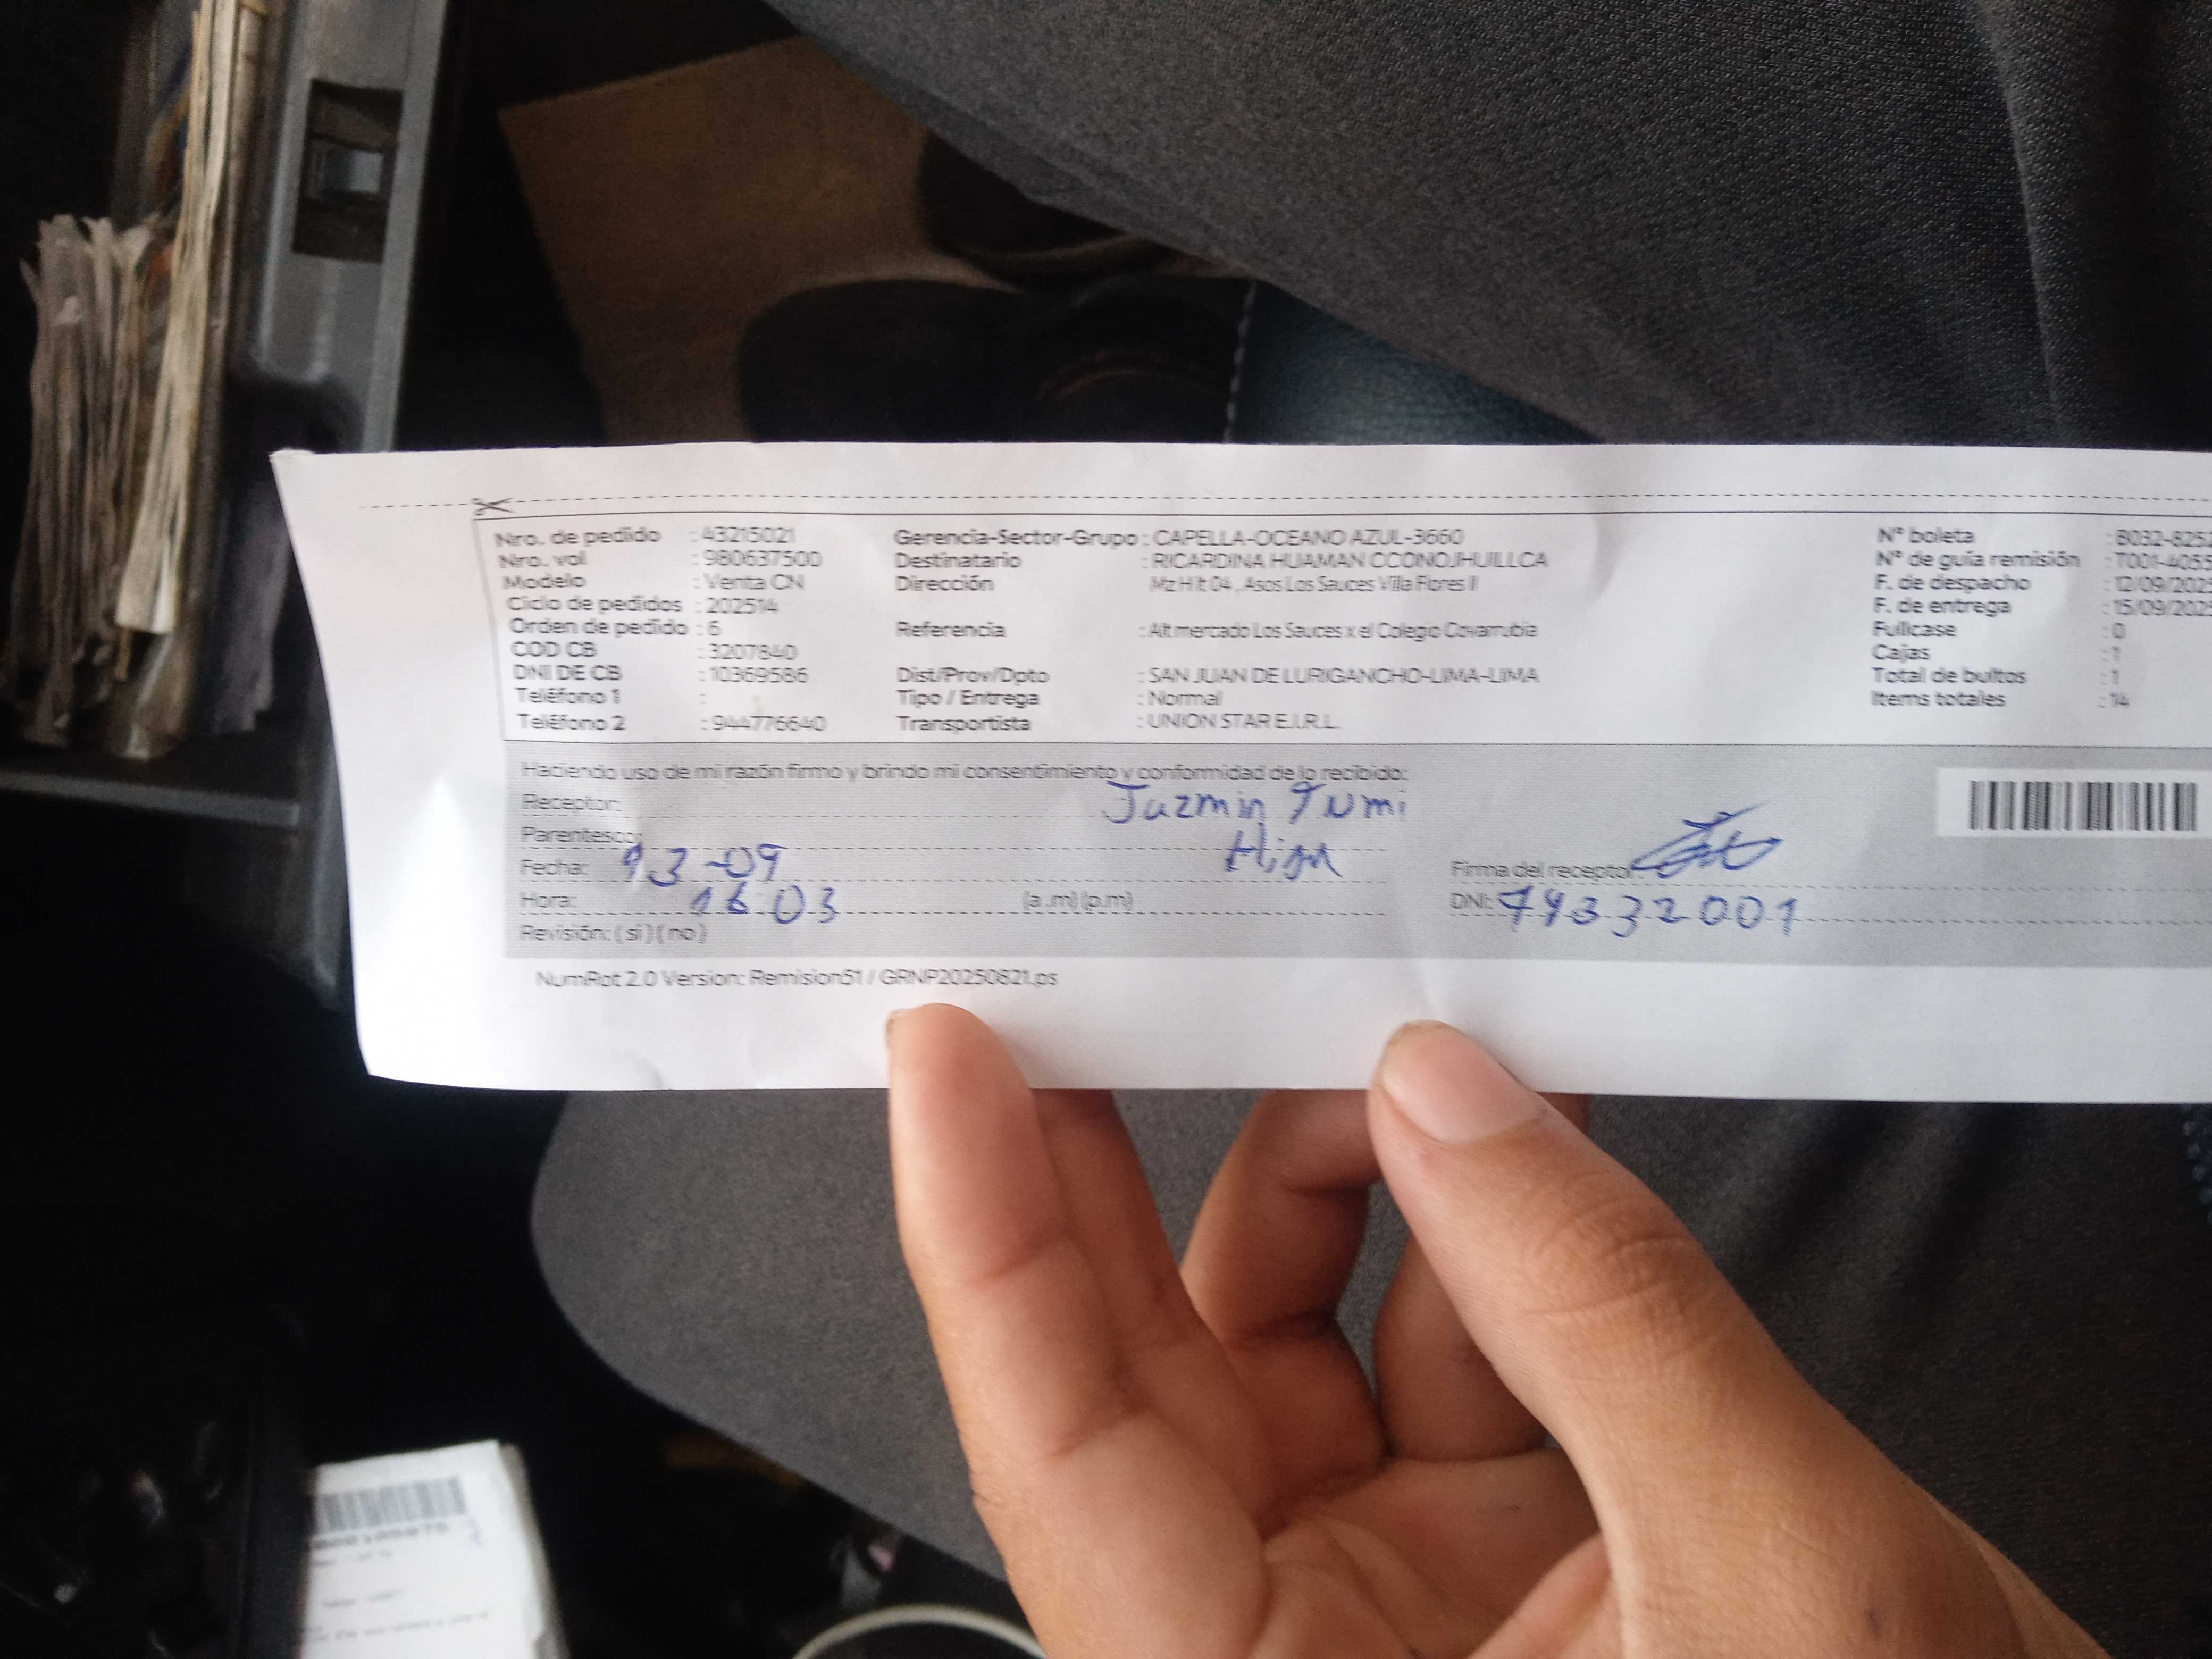 Nro. de pedido : 43215021 Gerencia-Sector-Grupo : CAPELLA-OCEANO AZUL-3660 N° boleta : B032-825
Nro. vol : 980637500 Destinatario : RICARDINA HUAMAN CCONOJHUILLCA N° de guía remisión : T001-4055
Modelo : Venta CN Dirección Mz H lt 04 , Asos Los Sauces Villa Flores II F. de despacho : 12/09/202
Ciclo de pedidos : 202514 F. de entrega : 15/09/202
Orden de pedido : 6 Referencia : Alt mercado Los Sauces x el Colegio Covarrubia Fullcase : 0
COD CB : 3207840 Cajas : 1
DNI DE CB : 10369586 Dist/Prov/Dpto : SAN JUAN DE LURIGANCHO-LIMA-LIMA Total de bultos : 1
Teléfono 1 : Tipo / Entrega : Normal Items totales : 14
Teléfono 2 : 944776640 Transportista : UNION STAR E.I.R.L.
Haciendo uso de mi razón firmo y brindo mi consentimiento y conformidad de lo recibido:
Receptor: Jazmin Tumi
Parentesco: Hija
Fecha: 13-09 Firma del receptor:
Hora: 16:03 (a.m) (p.m) DNI: 74332001
Revisión: ( si ) ( no )
NumRot 2.0 Version: Remision51 / GRNP20250821.ps